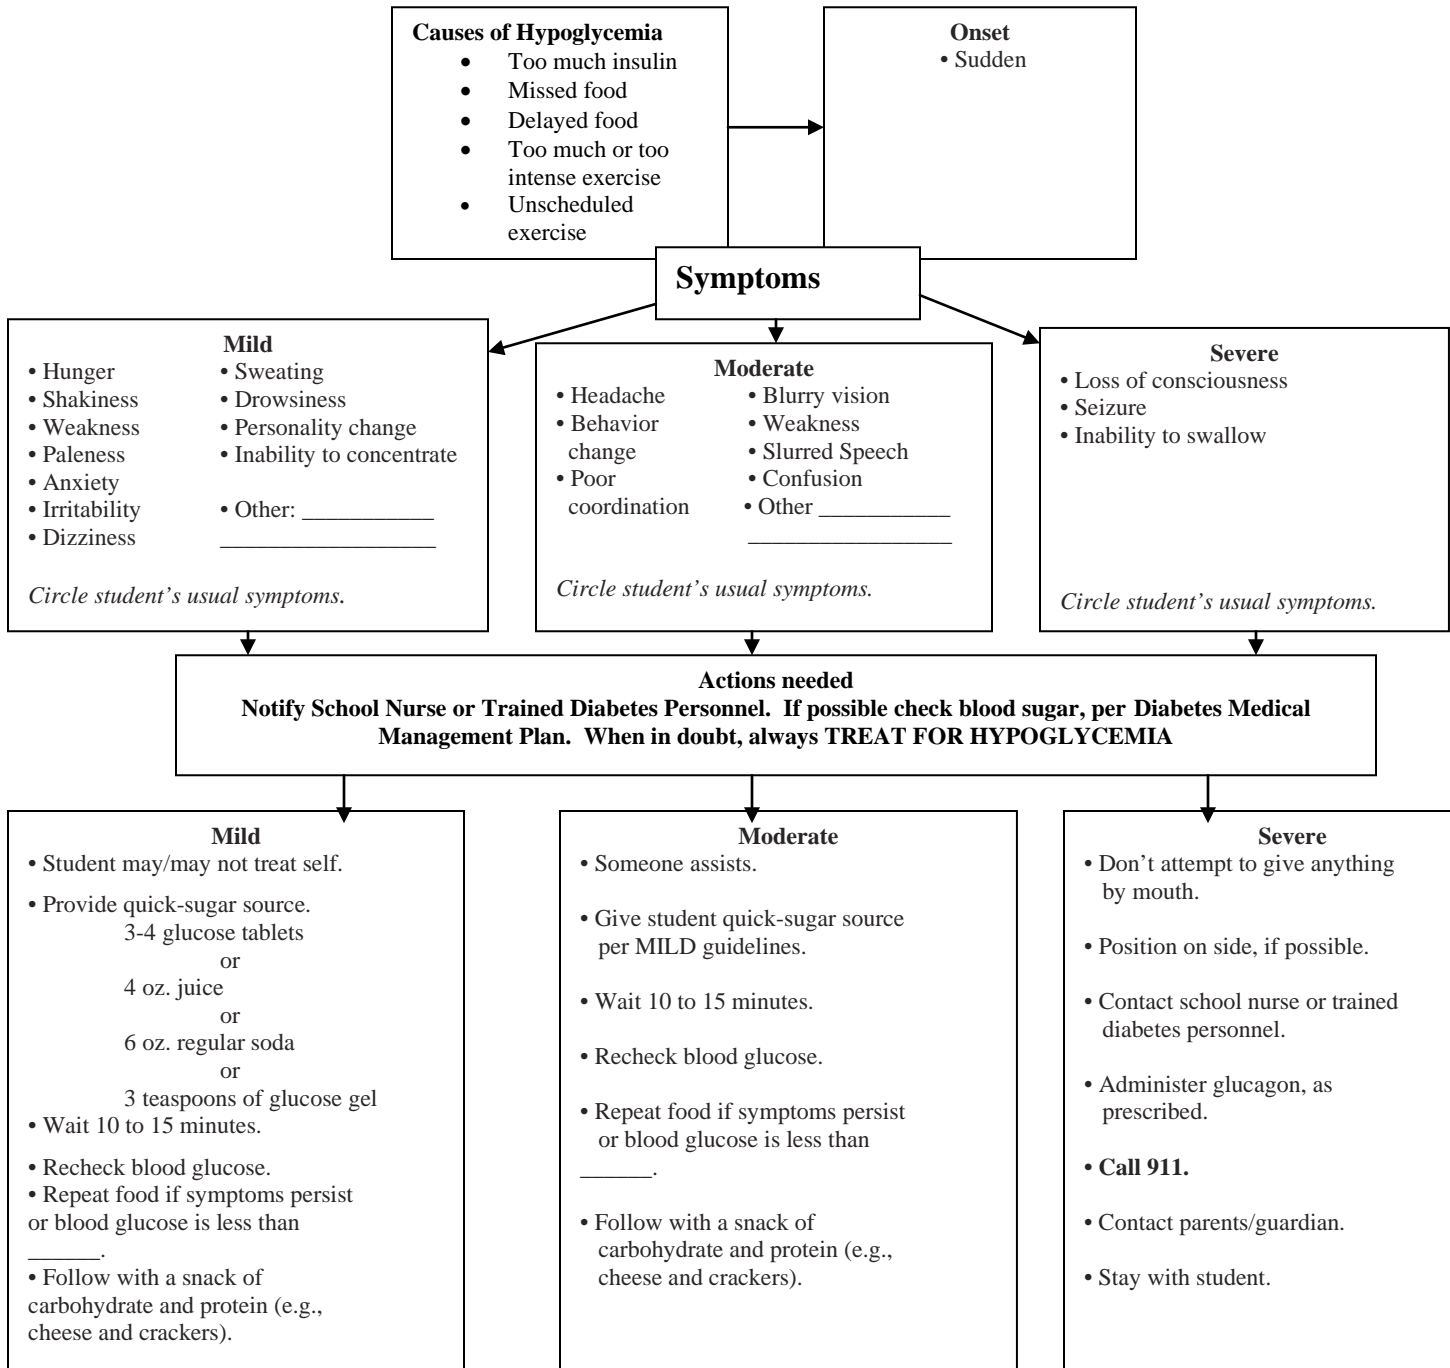 Causes of Hypoglycemia
• Too much insulin
• Missed food
• Delayed food
• Too much or too
intense exercise
• Unscheduled
exercise
Onset
• Sudden
Symptoms
Mild
• Hunger
• Shakiness
• Weakness
• Paleness
• Anxiety
• Irritability
• Dizziness
• Sweating
• Drowsiness
• Personality change
• Inability to concentrate
• Other: ___________
__________________
Circle student’s usual symptoms.
Moderate
• Headache
• Behavior
change
• Poor
coordination
• Blurry vision
• Weakness
• Slurred Speech
• Confusion
• Other ___________
_________________
Circle student’s usual symptoms.
Severe
• Loss of consciousness
• Seizure
• Inability to swallow
Circle student’s usual symptoms.
Actions needed
Notify School Nurse or Trained Diabetes Personnel. If possible check blood sugar, per Diabetes Medical
Management Plan. When in doubt, always TREAT FOR HYPOGLYCEMIA
Mild
• Student may/may not treat self.
• Provide quick-sugar source.
3-4 glucose tablets
or
4 oz. juice
or
6 oz. regular soda
or
3 teaspoons of glucose gel
• Wait 10 to 15 minutes.
• Recheck blood glucose.
• Repeat food if symptoms persist
or blood glucose is less than
______.
• Follow with a snack of
carbohydrate and protein (e.g.,
cheese and crackers).
Moderate
• Someone assists.
• Give student quick-sugar source
per MILD guidelines.
• Wait 10 to 15 minutes.
• Recheck blood glucose.
• Repeat food if symptoms persist
or blood glucose is less than
______.
• Follow with a snack of
carbohydrate and protein (e.g.,
cheese and crackers).
Severe
• Don’t attempt to give anything
by mouth.
• Position on side, if possible.
• Contact school nurse or trained
diabetes personnel.
• Administer glucagon, as
prescribed.
• Call 911.
• Contact parents/guardian.
• Stay with student.